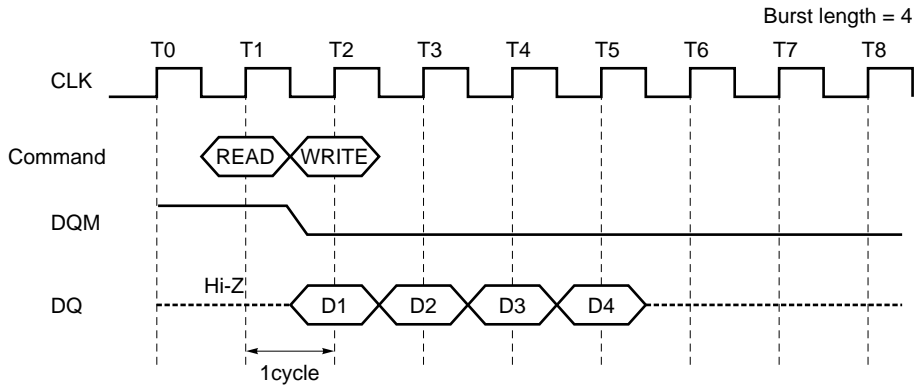 Burst length = 4
T0 T1 T2 T3 T4 T5 T6 T7 T8
CLK
Command READ WRITE
DQM
Hi-Z
DQ D1 D2 D3 D4
1cycle